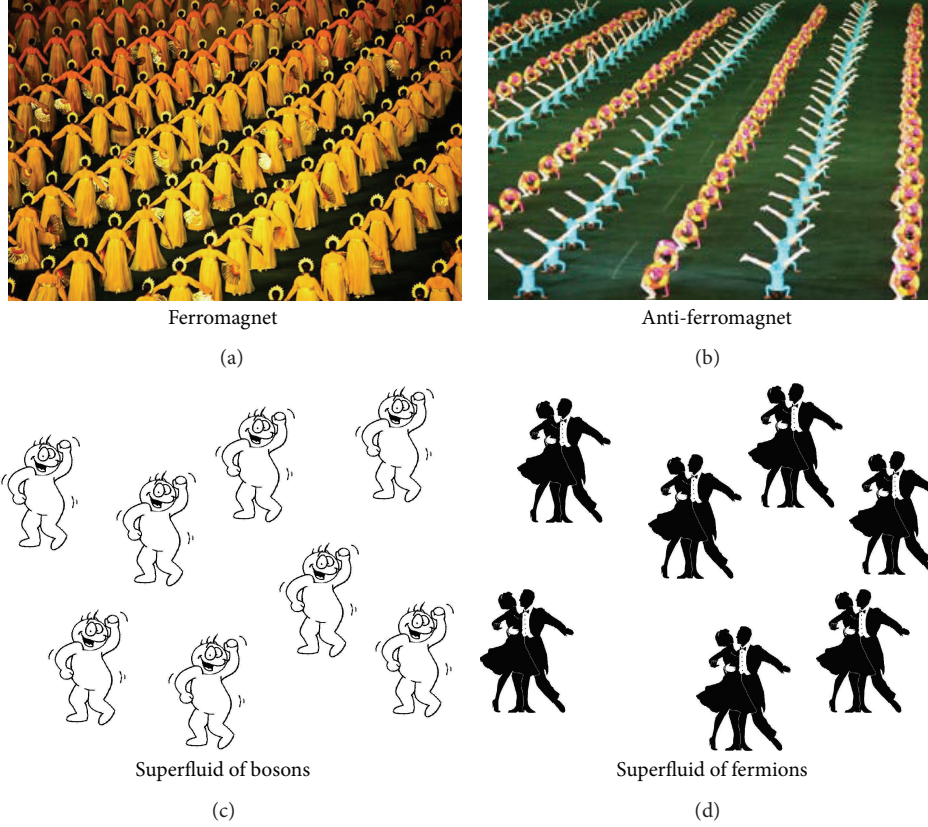 Ferromagnet
(a)
Anti-ferromagnet
(b)
Superfluid of bosons
(c)
Superfluid of fermions
(d)